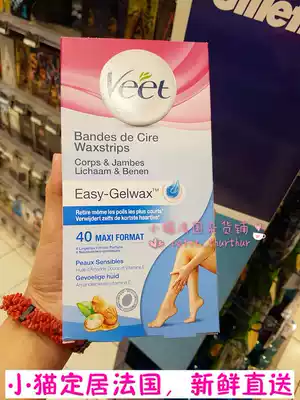 Veet
Bandes de Cire
Waxstrips
Corps & Jambes
Lichaam & Benen
Easy-Gelwax™
Retire même les poils les plus courts
Verwijdert zelfs de kortste haartjes
40 MAXI FORMAT
Peaux Sensibles
Gevoelige huid
小猫定居法国，新鲜直送